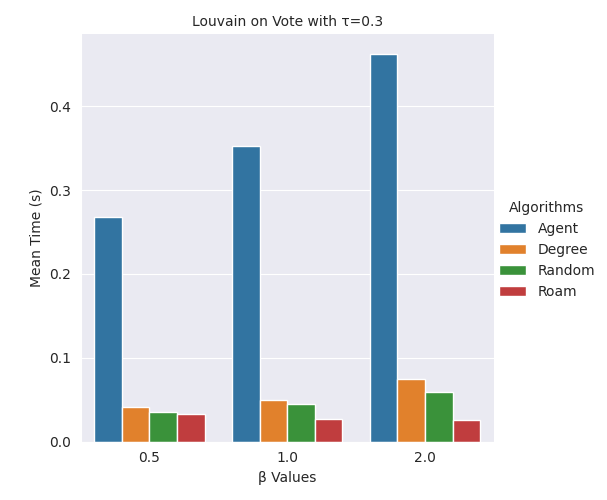 Louvain on Vote with τ=0.3
Mean Time (s)
0.4
0.3
0.2
0.1
0.0
0.5
1.0
2.0
β Values
Algorithms
Agent
Degree
Random
Roam